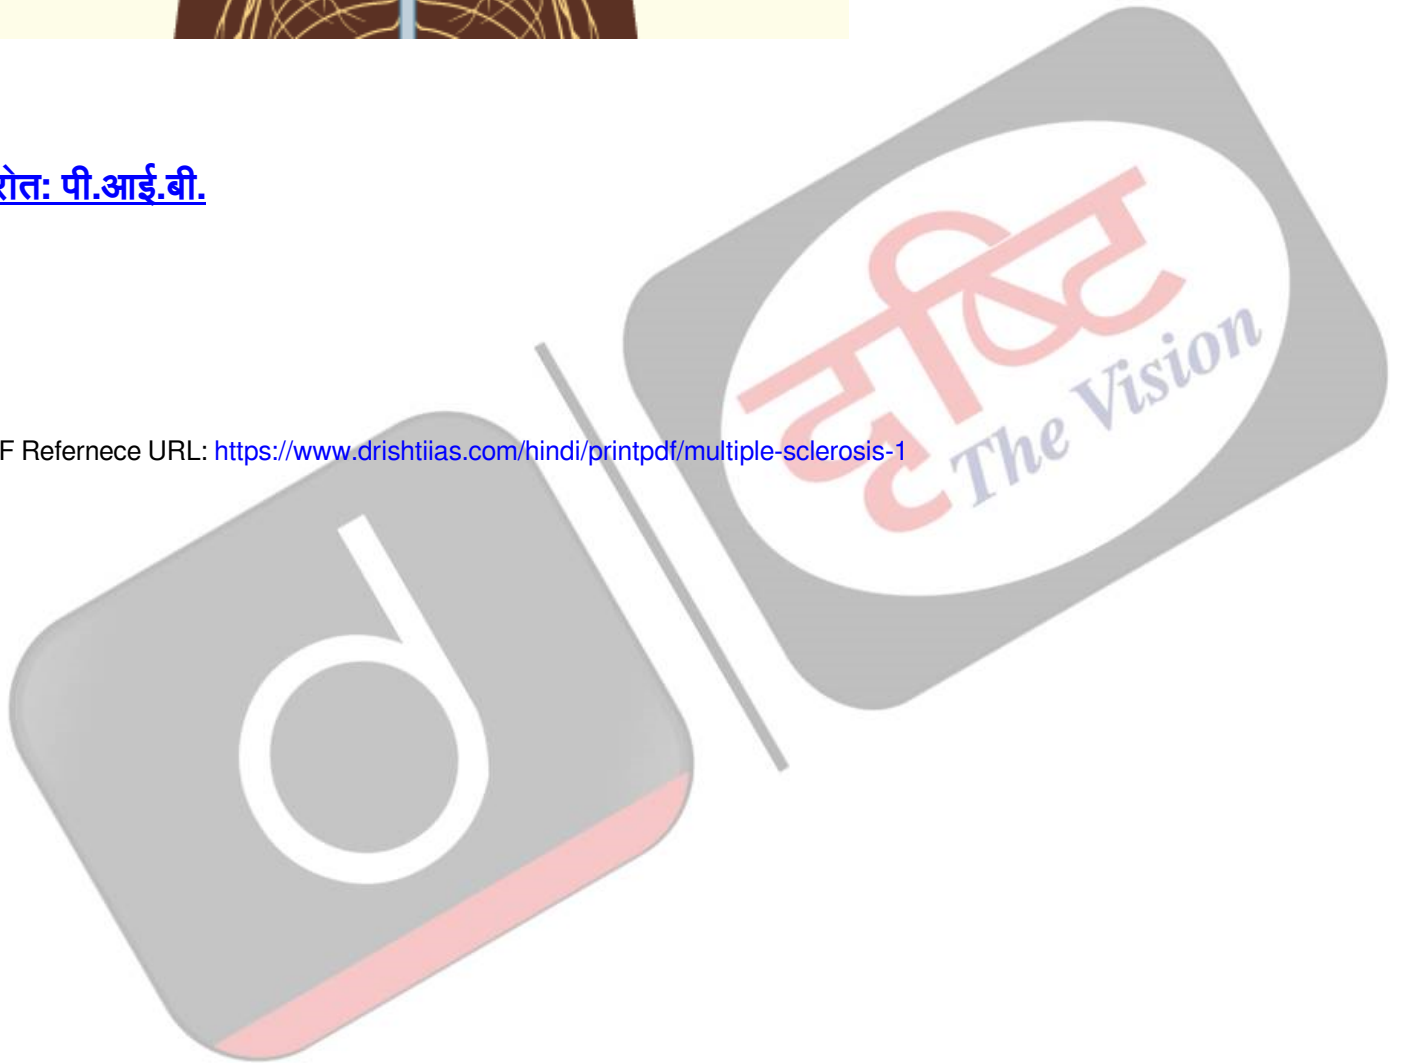 रोत: पी.आई.बी.
दृष्टि
The Vision
F Refernece URL: https://www.drishtiias.com/hindi/printpdf/multiple-sclerosis-1
d